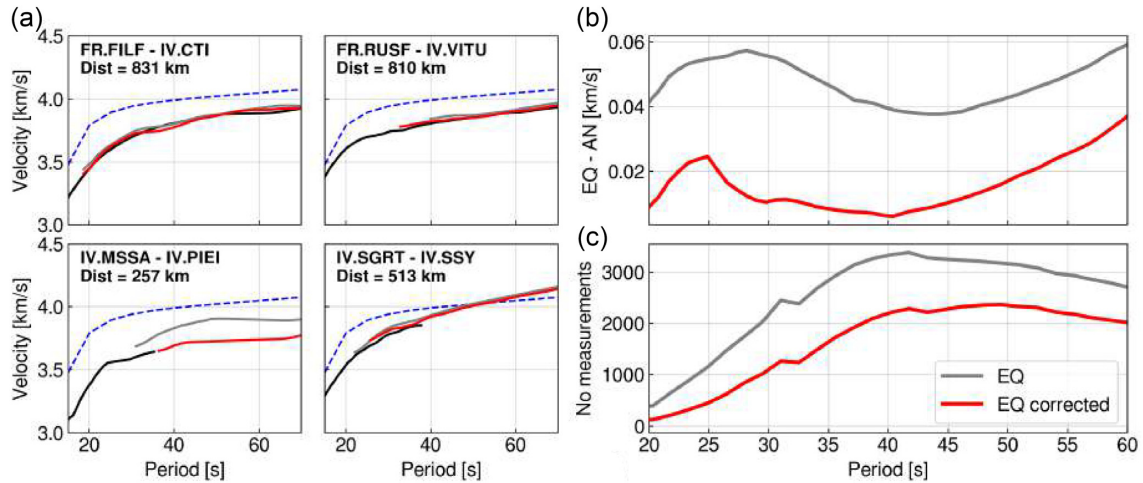 (a)
FR.FILF - IV.CTI
Dist = 831 km
FR.RUSF - IV.VITU
Dist = 810 km
4.5
4.0
3.5
3.0
Velocity [km/s]
IV.MSSA - IV.PIEI
Dist = 257 km
IV.SGRT - IV.SSY
Dist = 513 km
4.5
4.0
3.5
3.0
Velocity [km/s]
20 40 60
Period [s]
20 40 60
Period [s]
(b)
0.06
0.04
0.02
EQ - AN [km/s]
(c)
3000
2000
1000
0
No measurements
EQ
EQ corrected
20 25 30 35 40 45 50 55 60
Period [s]